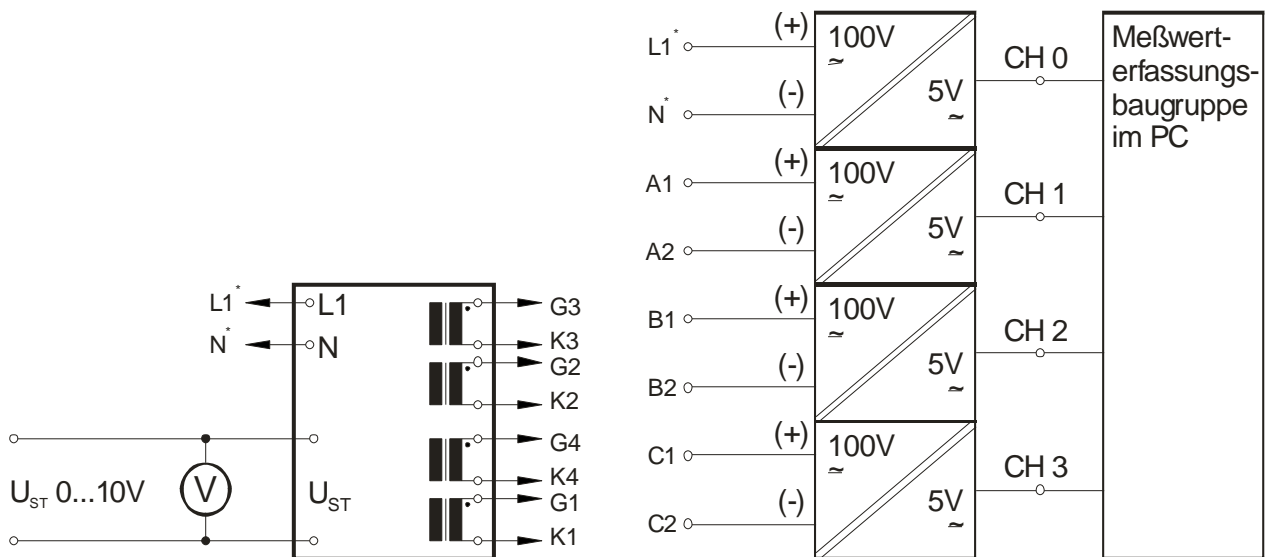 L1* L1
N* N
G3
K3
G2
K2
G4
K4
G1
K1
U_ST 0...10V
V
U_ST
L1* (+) 100V ≃
N* (-) 5V ≃
CH 0
A1 (+) 100V ≃
A2 (-) 5V ≃
CH 1
B1 (+) 100V ≃
B2 (-) 5V ≃
CH 2
C1 (+) 100V ≃
C2 (-) 5V ≃
CH 3
Meßwert-
erfassungs-
baugruppe
im PC